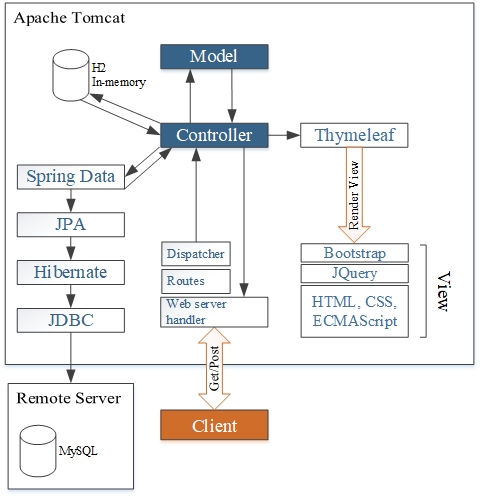 Apache Tomcat
Model
H2
In-memory
Controller
Thymeleaf
Spring Data
Render View
JPA
Dispatcher
Bootstrap
Hibernate
Routes
JQuery
View
Web server
handler
HTML, CSS,
ECMAScript
JDBC
Get/Post
Remote Server
Client
MySQL